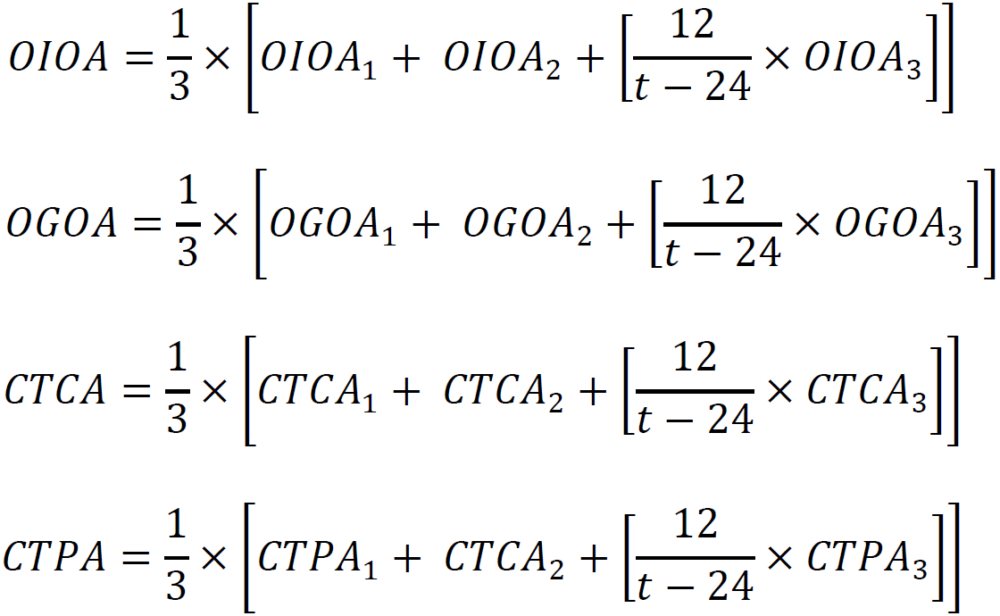 OIOA = 1/3 × [OIOA₁ + OIOA₂ + [12/(t − 24) × OIOA₃]]
OGOA = 1/3 × [OGOA₁ + OGOA₂ + [12/(t − 24) × OGOA₃]]
CTCA = 1/3 × [CTCA₁ + CTCA₂ + [12/(t − 24) × CTCA₃]]
CTPA = 1/3 × [CTPA₁ + CTCA₂ + [12/(t − 24) × CTPA₃]]